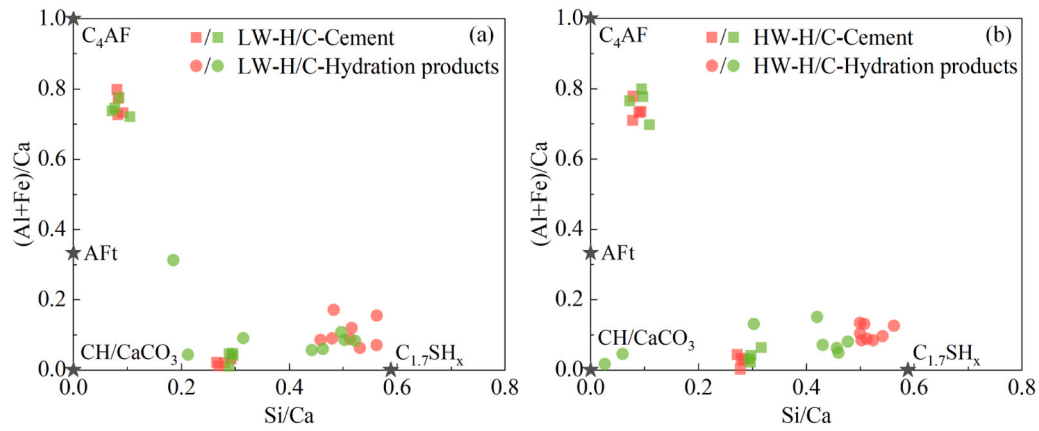 1.0
0.8
0.6
0.4
0.2
0.0
(Al+Fe)/Ca
C₄AF
/ LW-H/C-Cement
/ LW-H/C-Hydration products
(a)
AFt
CH/CaCO₃
C₁.₇SHₓ
0.0 0.2 0.4 0.6 0.8
Si/Ca
1.0
0.8
0.6
0.4
0.2
0.0
(Al+Fe)/Ca
C₄AF
/ HW-H/C-Cement
/ HW-H/C-Hydration products
(b)
AFt
CH/CaCO₃
C₁.₇SHₓ
0.0 0.2 0.4 0.6 0.8
Si/Ca